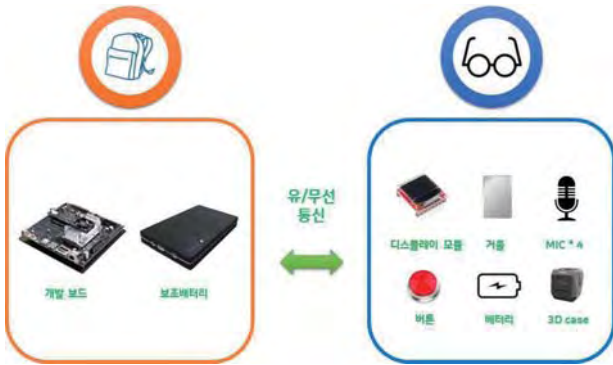 유/무선
통신
개발 보드
보조배터리
디스플레이 모듈
거울
MIC * 4
버튼
배터리
3D case